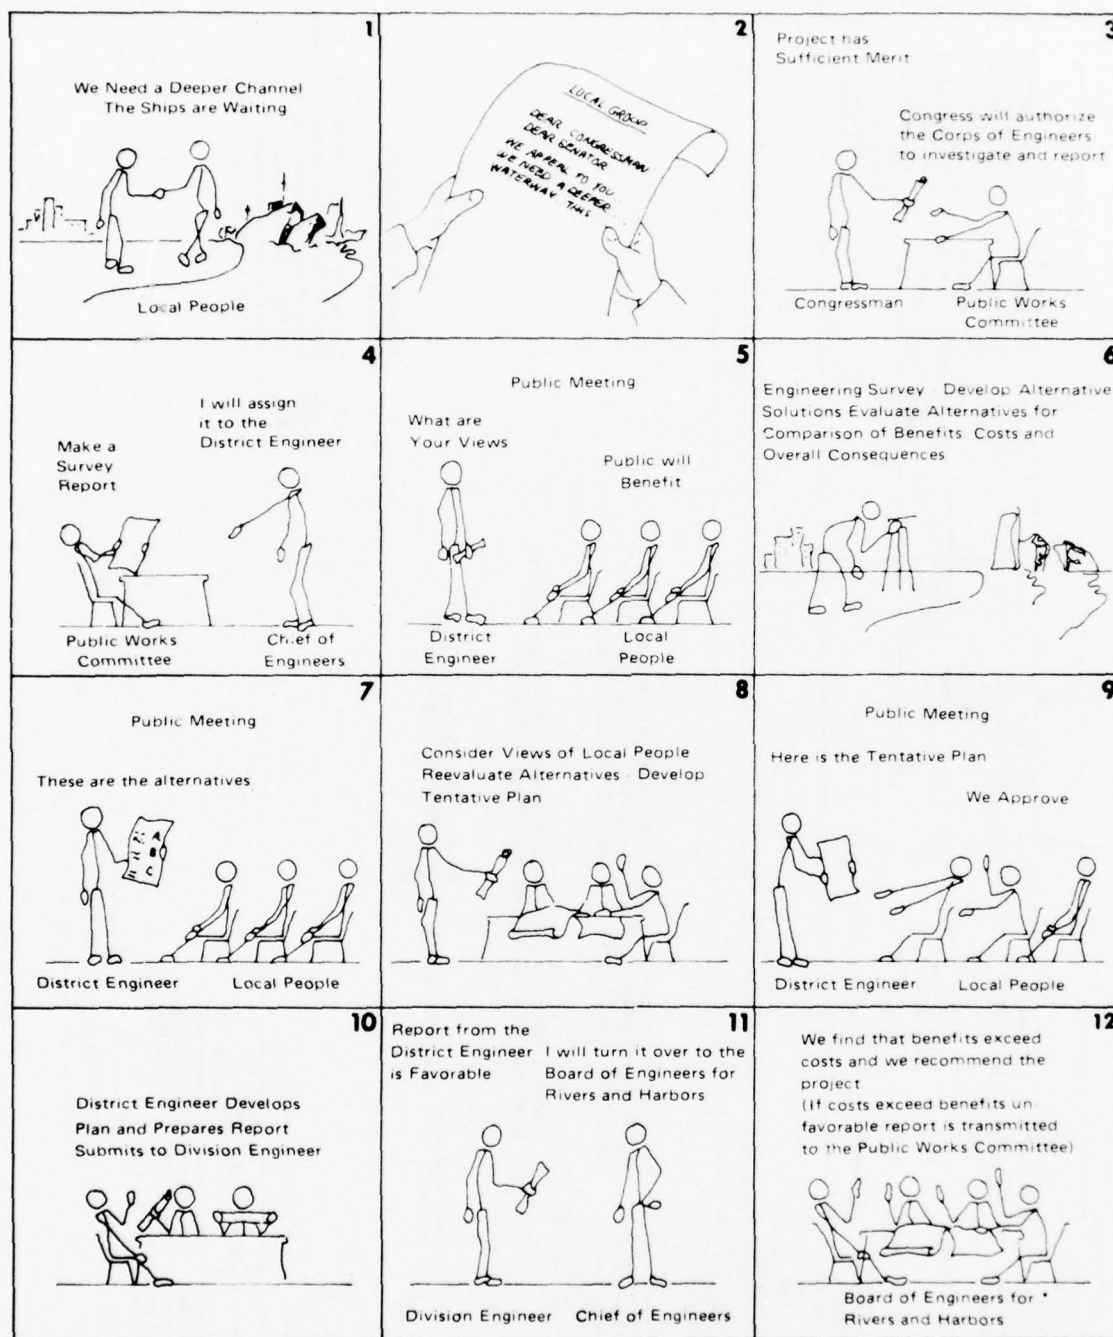 1
We Need a Deeper Channel
The Ships are Waiting
Local People
2
LOCAL GROUP
DEAR CONGRESSMAN
DEAR SENATOR
WE APPEAL TO YOU
WE NEED A DEEPER
WATERWAY THIS
3
Project has
Sufficient Merit
Congress will authorize
the Corps of Engineers
to investigate and report
Congressman
Public Works
Committee
4
I will assign
it to the
District Engineer
Make a
Survey
Report
Public Works
Committee
Chief of
Engineers
5
Public Meeting
What are
Your Views
Public will
Benefit
District
Engineer
Local
People
6
Engineering Survey - Develop Alternative
Solutions Evaluate Alternatives for
Comparison of Benefits, Costs and
Overall Consequences
7
Public Meeting
These are the alternatives
A
B
C
District Engineer
Local People
8
Consider Views of Local People
Reevaluate Alternatives - Develop
Tentative Plan
9
Public Meeting
Here is the Tentative Plan
We Approve
District Engineer
Local People
10
District Engineer Develops
Plan and Prepares Report
Submits to Division Engineer
11
Report from the
District Engineer
is Favorable
I will turn it over to the
Board of Engineers for
Rivers and Harbors
Division Engineer
Chief of Engineers
12
We find that benefits exceed
costs and we recommend the
project
(If costs exceed benefits un-
favorable report is transmitted
to the Public Works Committee)
Board of Engineers for *
Rivers and Harbors